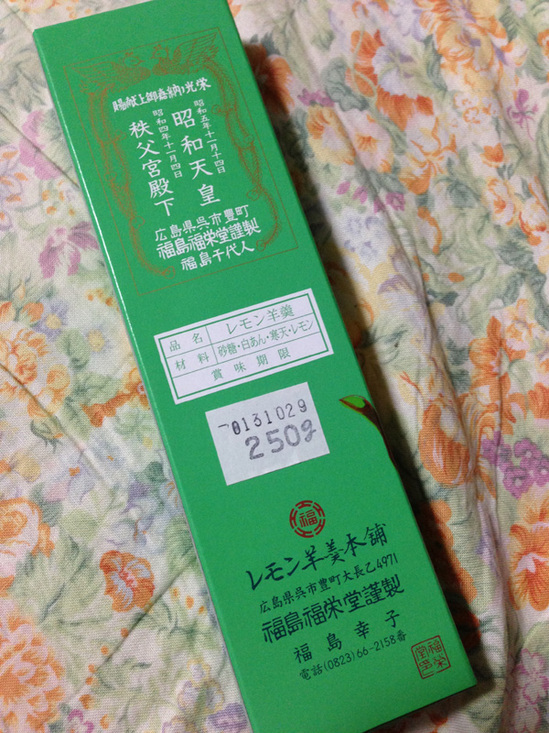 賜献上御嘉納ノ光栄
昭和五年十一月十四日
昭和天皇
昭和四年十一月四日
秩父宮殿下
広島県呉市豊町
福島福栄堂謹製
福島千代人
品名 レモン羊羹
材料 砂糖・白あん・寒天・レモン
賞味期限
0131029
250g
福
レモン羊羹本舗
広島県呉市豊町大長乙4971
福島福栄堂謹製
福島幸子
電話(0823)66-2158番